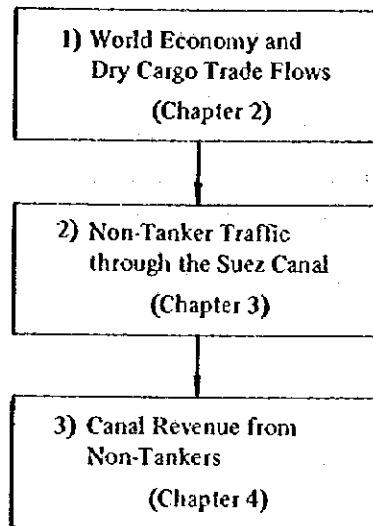 1) World Economy and
Dry Cargo Trade Flows
(Chapter 2)
2) Non-Tanker Traffic
through the Suez Canal
(Chapter 3)
3) Canal Revenue from
Non-Tankers
(Chapter 4)